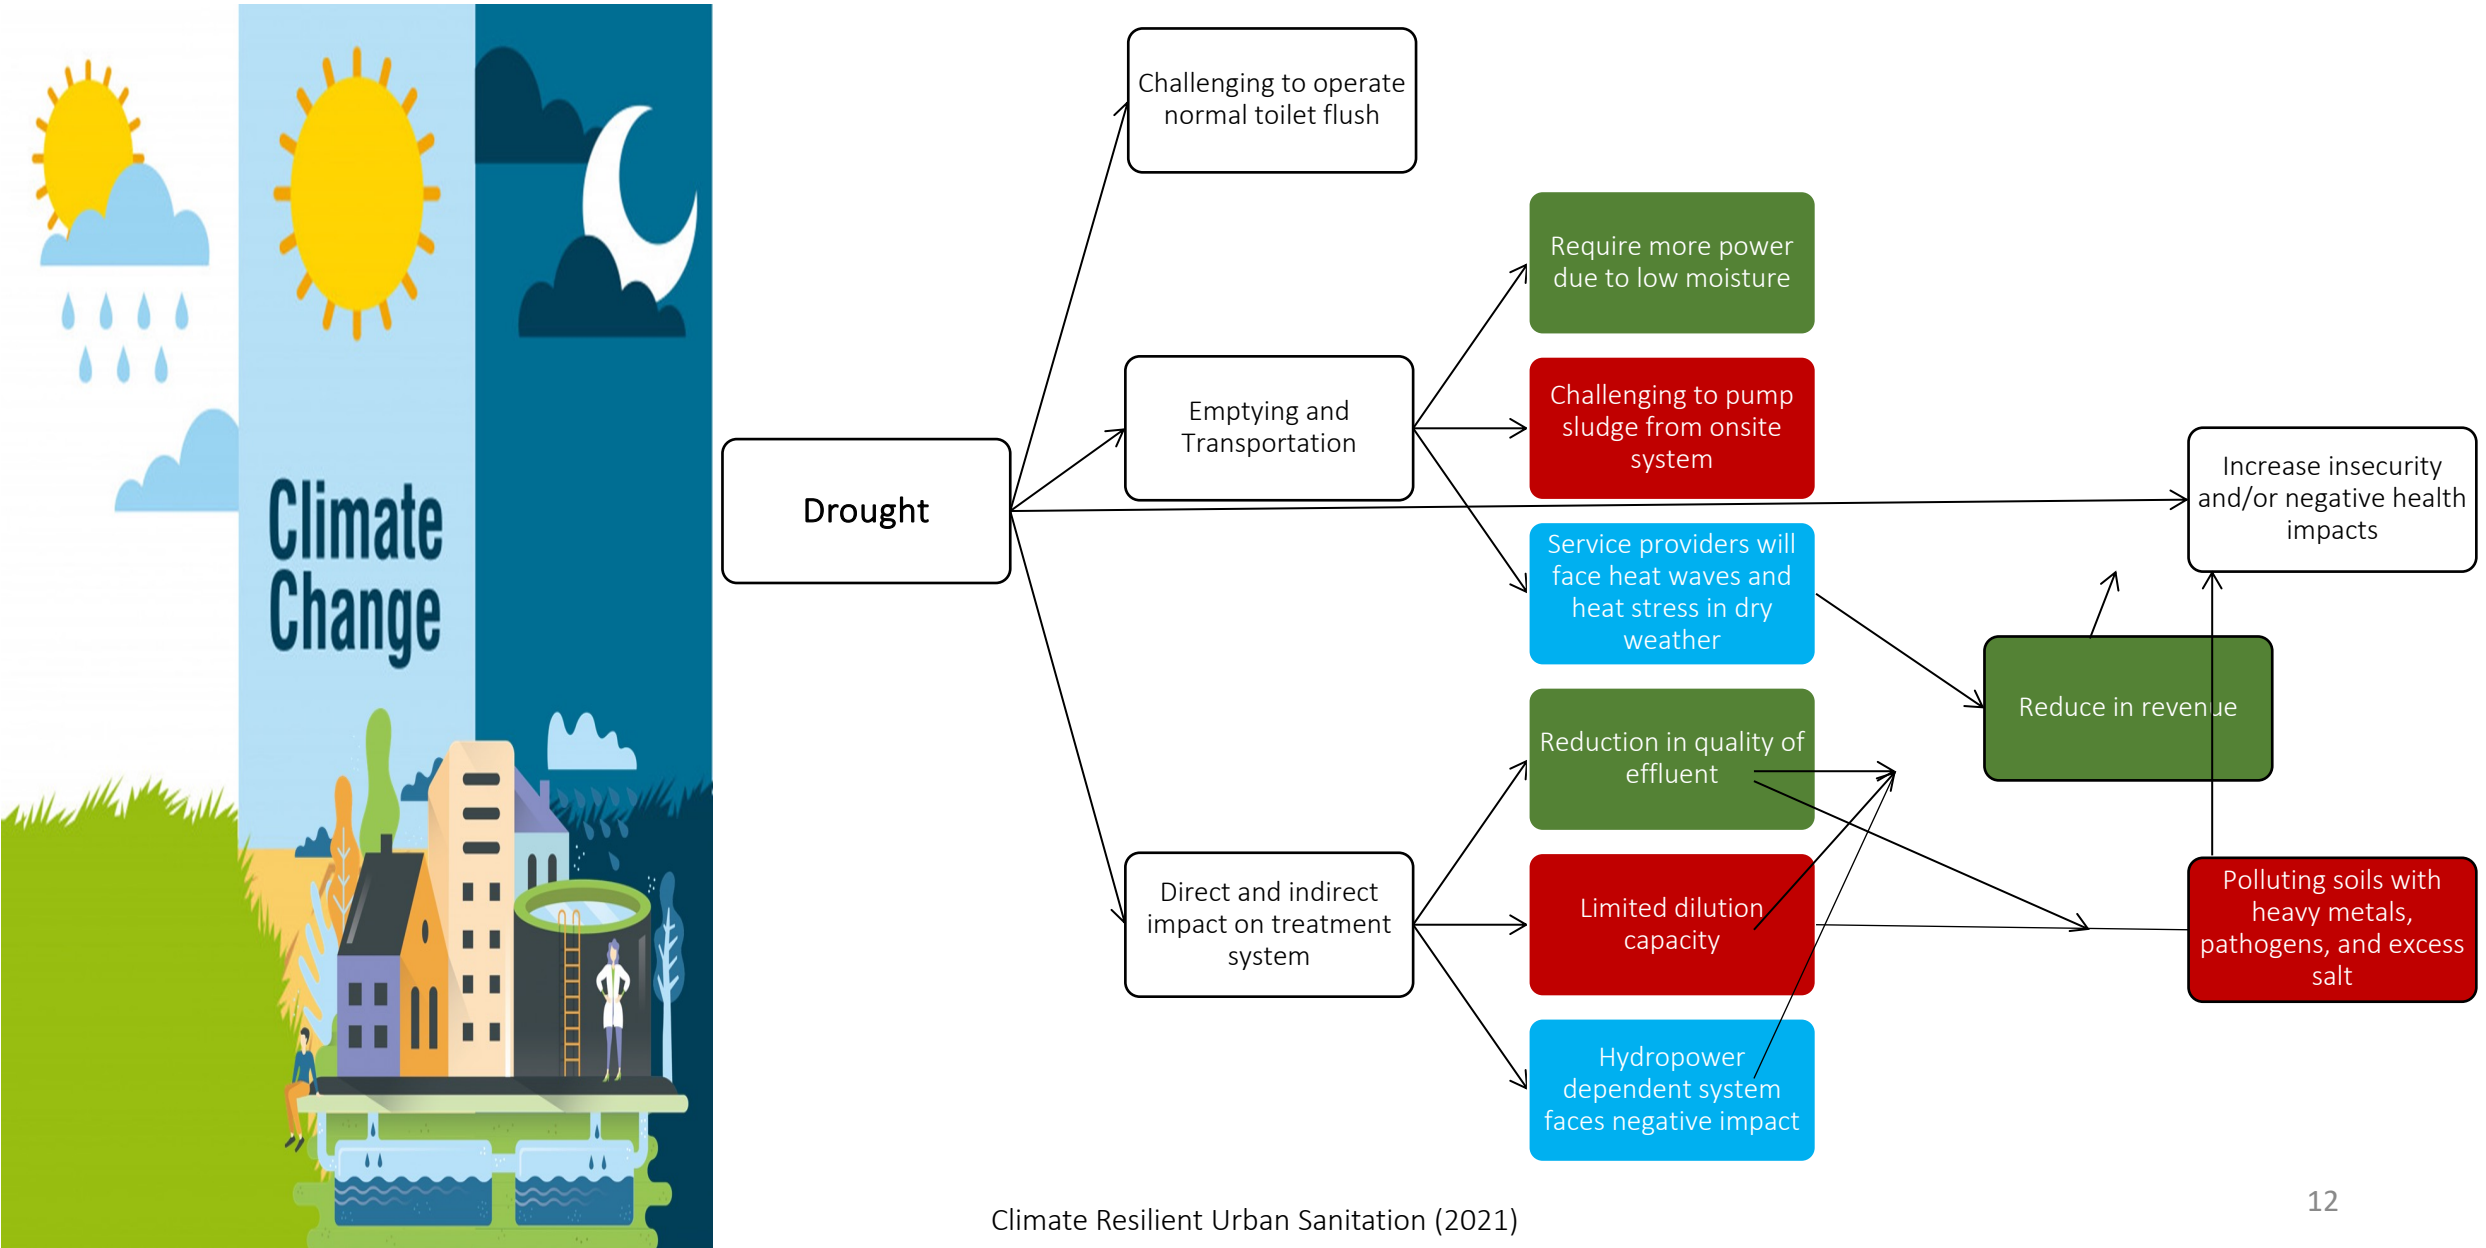 Climate
Change
Drought
Challenging to operate
normal toilet flush
Emptying and
Transportation
Direct and indirect
impact on treatment
system
Require more power
due to low moisture
Challenging to pump
sludge from onsite
system
Service providers will
face heat waves and
heat stress in dry
weather
Reduction in quality of
effluent
Limited dilution
capacity
Hydropower
dependent system
faces negative impact
Increase insecurity
and/or negative health
impacts
Reduce in revenue
Polluting soils with
heavy metals,
pathogens, and excess
salt
Climate Resilient Urban Sanitation (2021)
12